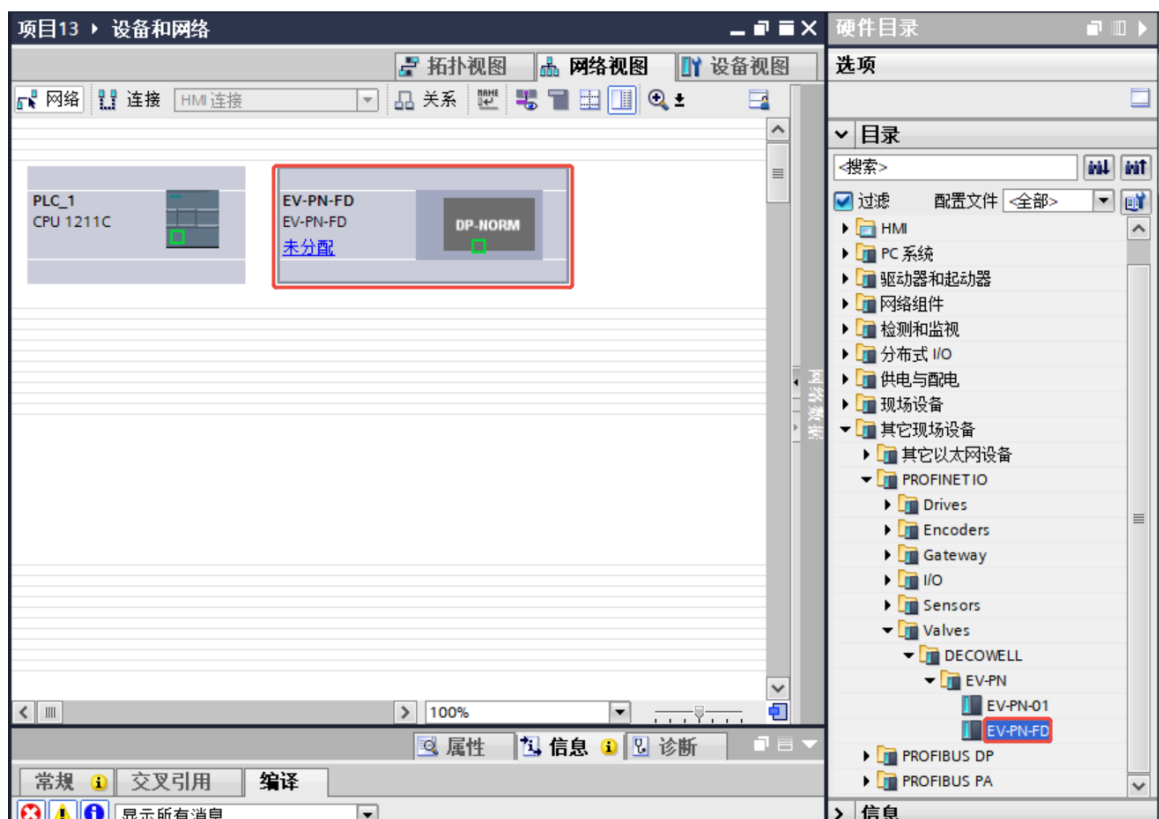 项目13 ▸ 设备和网络
拓扑视图 网络视图 设备视图
网络 连接 HMI 连接 关系
PLC_1
CPU 1211C
EV-PN-FD
EV-PN-FD
未分配
DP-NORM
网络数据
100%
属性 信息 诊断
常规 交叉引用 编译
显示所有消息
硬件目录
选项
目录
<搜索>
过滤 配置文件 <全部>
HMI
PC 系统
驱动器和起动器
网络组件
检测和监视
分布式 I/O
供电与配电
现场设备
其它现场设备
其它以太网设备
PROFINET IO
Drives
Encoders
Gateway
I/O
Sensors
Valves
DECOWELL
EV-PN
EV-PN-01
EV-PN-FD
PROFIBUS DP
PROFIBUS PA
信息